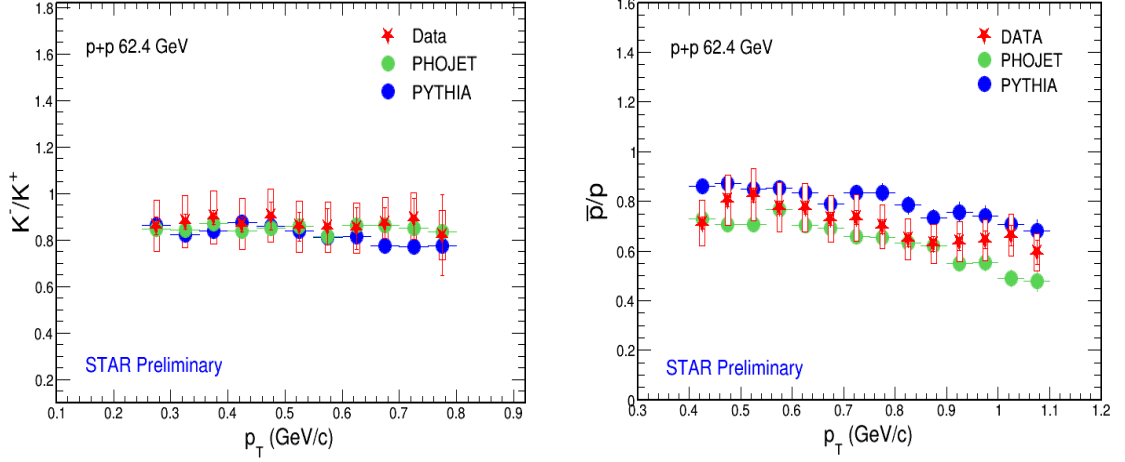 p+p 62.4 GeV
Data
PHOJET
PYTHIA
K⁻/K⁺
1.8
1.6
1.4
1.2
1
0.8
0.6
0.4
0.2
STAR Preliminary
0.1 0.2 0.3 0.4 0.5 0.6 0.7 0.8 0.9
p_T (GeV/c)
p+p 62.4 GeV
DATA
PHOJET
PYTHIA
p̅/p
1.6
1.4
1.2
1
0.8
0.6
0.4
0.2
0
STAR Preliminary
0.3 0.4 0.5 0.6 0.7 0.8 0.9 1 1.1 1.2
p_T (GeV/c)